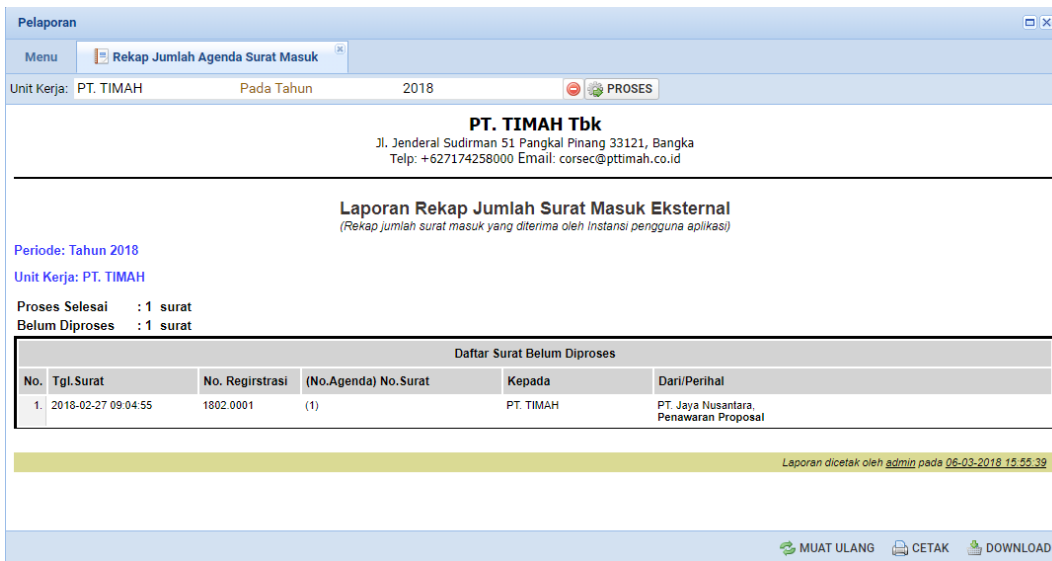 Pelaporan
Menu Rekap Jumlah Agenda Surat Masuk
Unit Kerja: PT. TIMAH Pada Tahun 2018 PROSES
PT. TIMAH Tbk
Jl. Jenderal Sudirman 51 Pangkal Pinang 33121, Bangka
Telp: +627174258000 Email: corsec@pttimah.co.id
Laporan Rekap Jumlah Surat Masuk Eksternal
(Rekap jumlah surat masuk yang diterima oleh Instansi pengguna aplikasi)
Periode: Tahun 2018
Unit Kerja: PT. TIMAH
Proses Selesai : 1 surat
Belum Diproses : 1 surat
Daftar Surat Belum Diproses
No. Tgl.Surat No. Regirstrasi (No.Agenda) No.Surat Kepada Dari/Perihal
1. 2018-02-27 09:04:55 1802.0001 (1) PT. TIMAH PT. Jaya Nusantara,
Penawaran Proposal
Laporan dicetak oleh admin pada 06-03-2018 15:55:39
MUAT ULANG CETAK DOWNLOAD